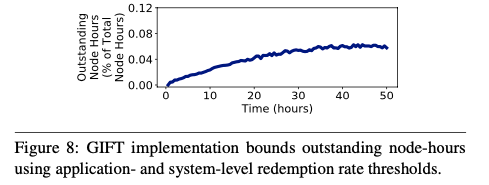 0.12
0.08
0.04
0.00
Outstanding
Node Hours
(% of Total
Node Hours)
0 10 20 30 40 50
Time (hours)
Figure 8: GIFT implementation bounds outstanding node-hours
using application- and system-level redemption rate thresholds.